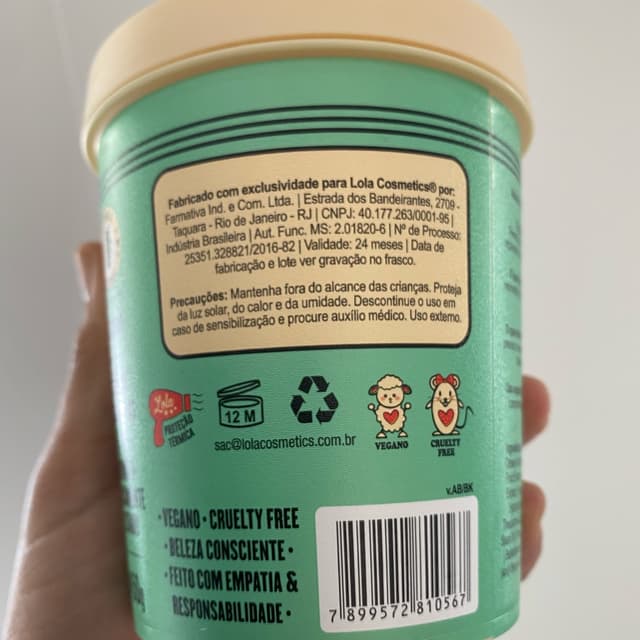 Fabricado com exclusividade para Lola Cosmetics® por:
Farmativa Ind. e Com. Ltda. | Estrada dos Bandeirantes, 2709 -
Taquara - Rio de Janeiro - RJ | CNPJ: 40.177.263/0001-95 |
Indústria Brasileira | Aut. Func. MS: 2.01820-6 | Nº de Processo:
25351.328821/2016-82 | Validade: 24 meses | Data de
fabricação e lote ver gravação no frasco.
Precauções: Mantenha fora do alcance das crianças. Proteja
da luz solar, do calor e da umidade. Descontinue o uso em
caso de sensibilização e procure auxílio médico. Uso externo.
Lola
PROTEÇÃO
TÉRMICA
12 M
sac@lolacosmetics.com.br
VEGANO
CRUELTY
FREE
v.AB/BK
• VEGANO • CRUELTY FREE
• BELEZA CONSCIENTE •
• FEITO COM EMPATIA &
RESPONSABILIDADE •
7 899572 810567